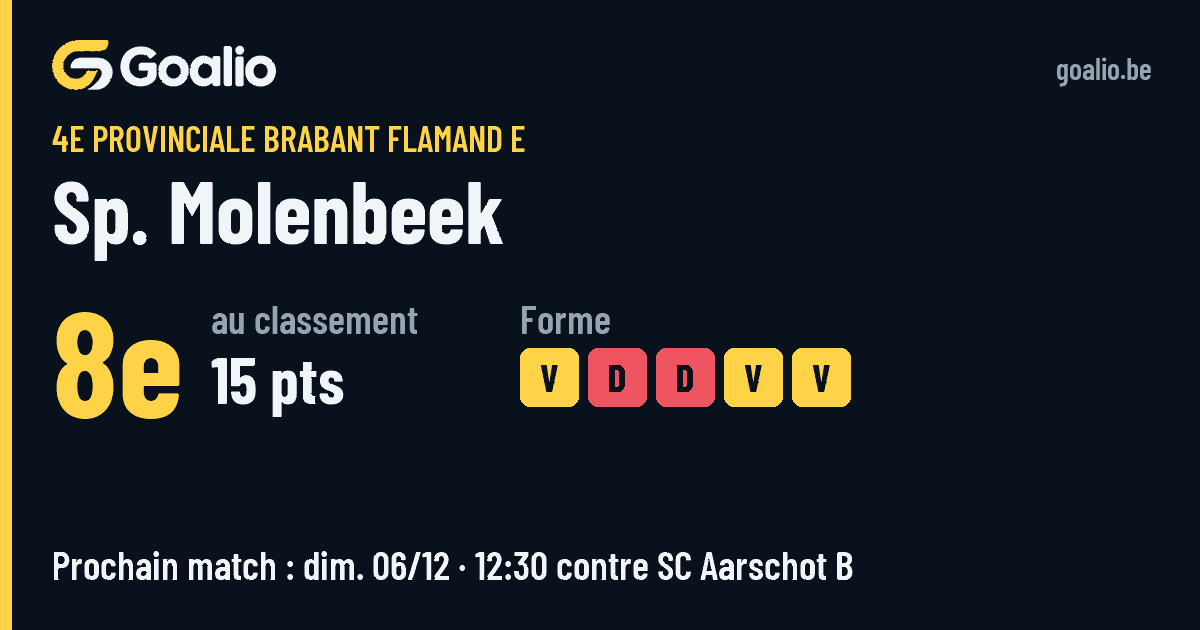 Goalio
goalio.be
4E PROVINCIALE BRABANT FLAMAND E
Sp. Molenbeek
8e
au classement
15 pts
Forme
V D D V V
Prochain match : dim. 06/12 · 12:30 contre SC Aarschot B